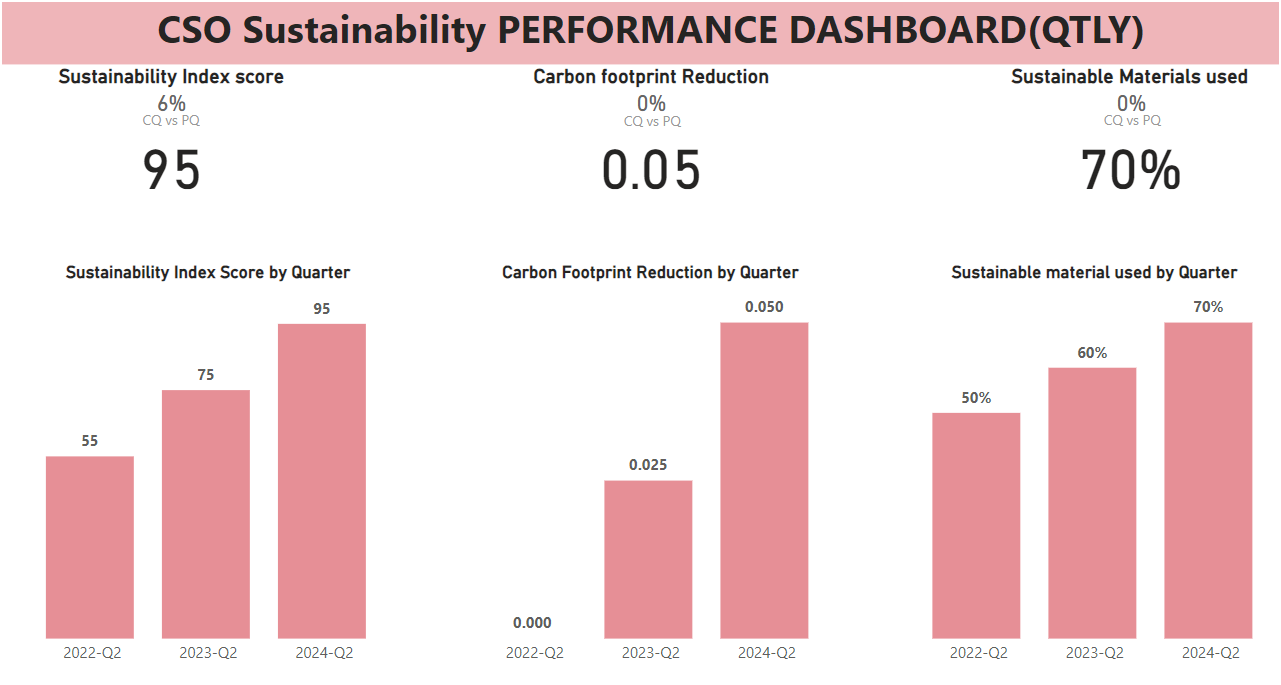 CSO Sustainability PERFORMANCE DASHBOARD(QTLY)
Sustainability Index score
6%
CQ vs PQ
95
Carbon footprint Reduction
0%
CQ vs PQ
0.05
Sustainable Materials used
0%
CQ vs PQ
70%
Sustainability Index Score by Quarter
55
75
95
2022-Q2 2023-Q2 2024-Q2
Carbon Footprint Reduction by Quarter
0.000
0.025
0.050
2022-Q2 2023-Q2 2024-Q2
Sustainable material used by Quarter
50%
60%
70%
2022-Q2 2023-Q2 2024-Q2